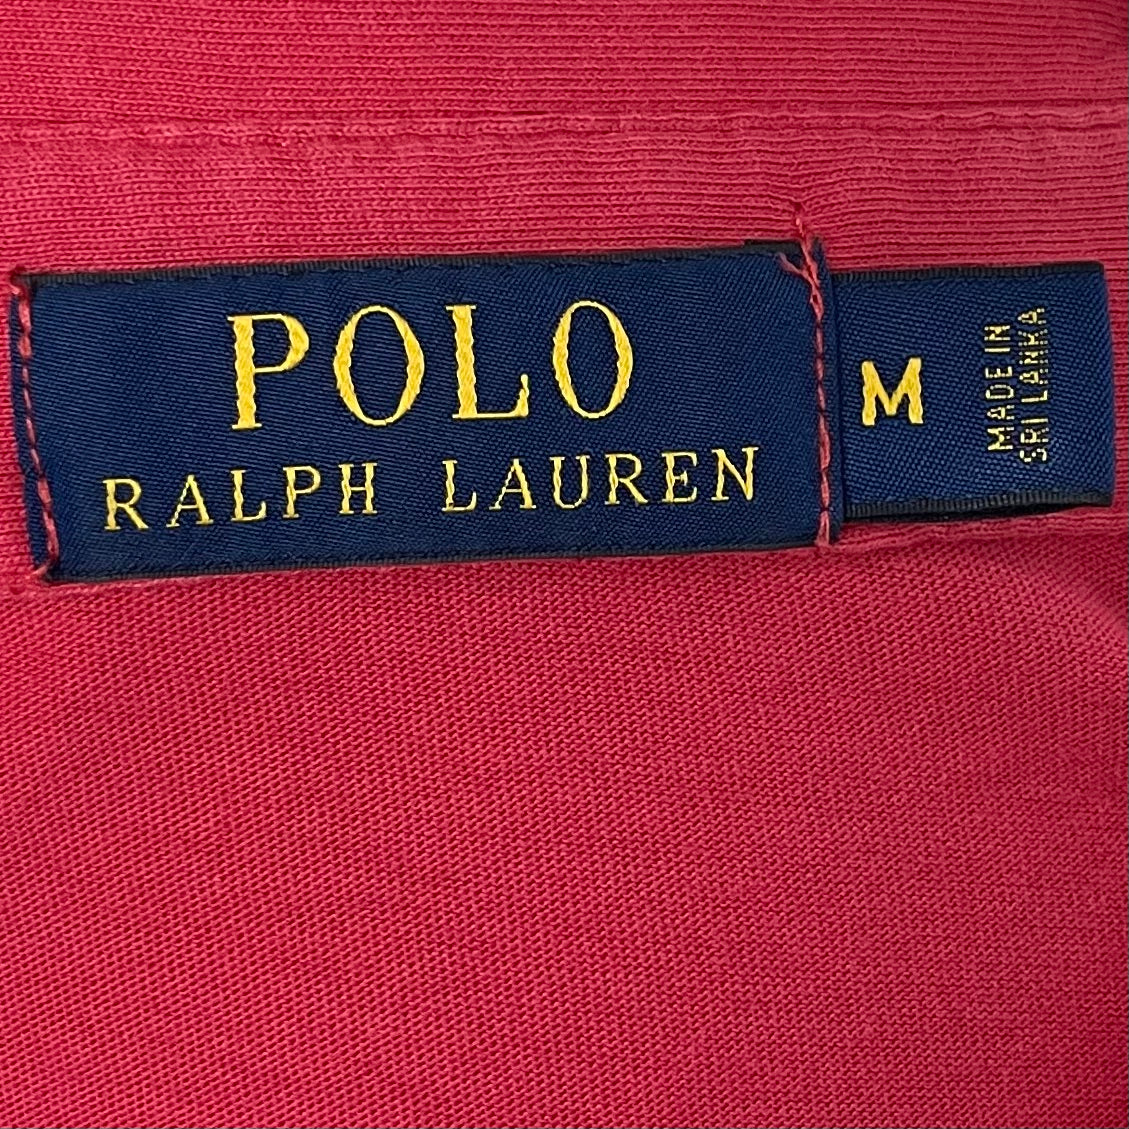 POLO
RALPH LAUREN
M
MADE IN
SRI LANKA